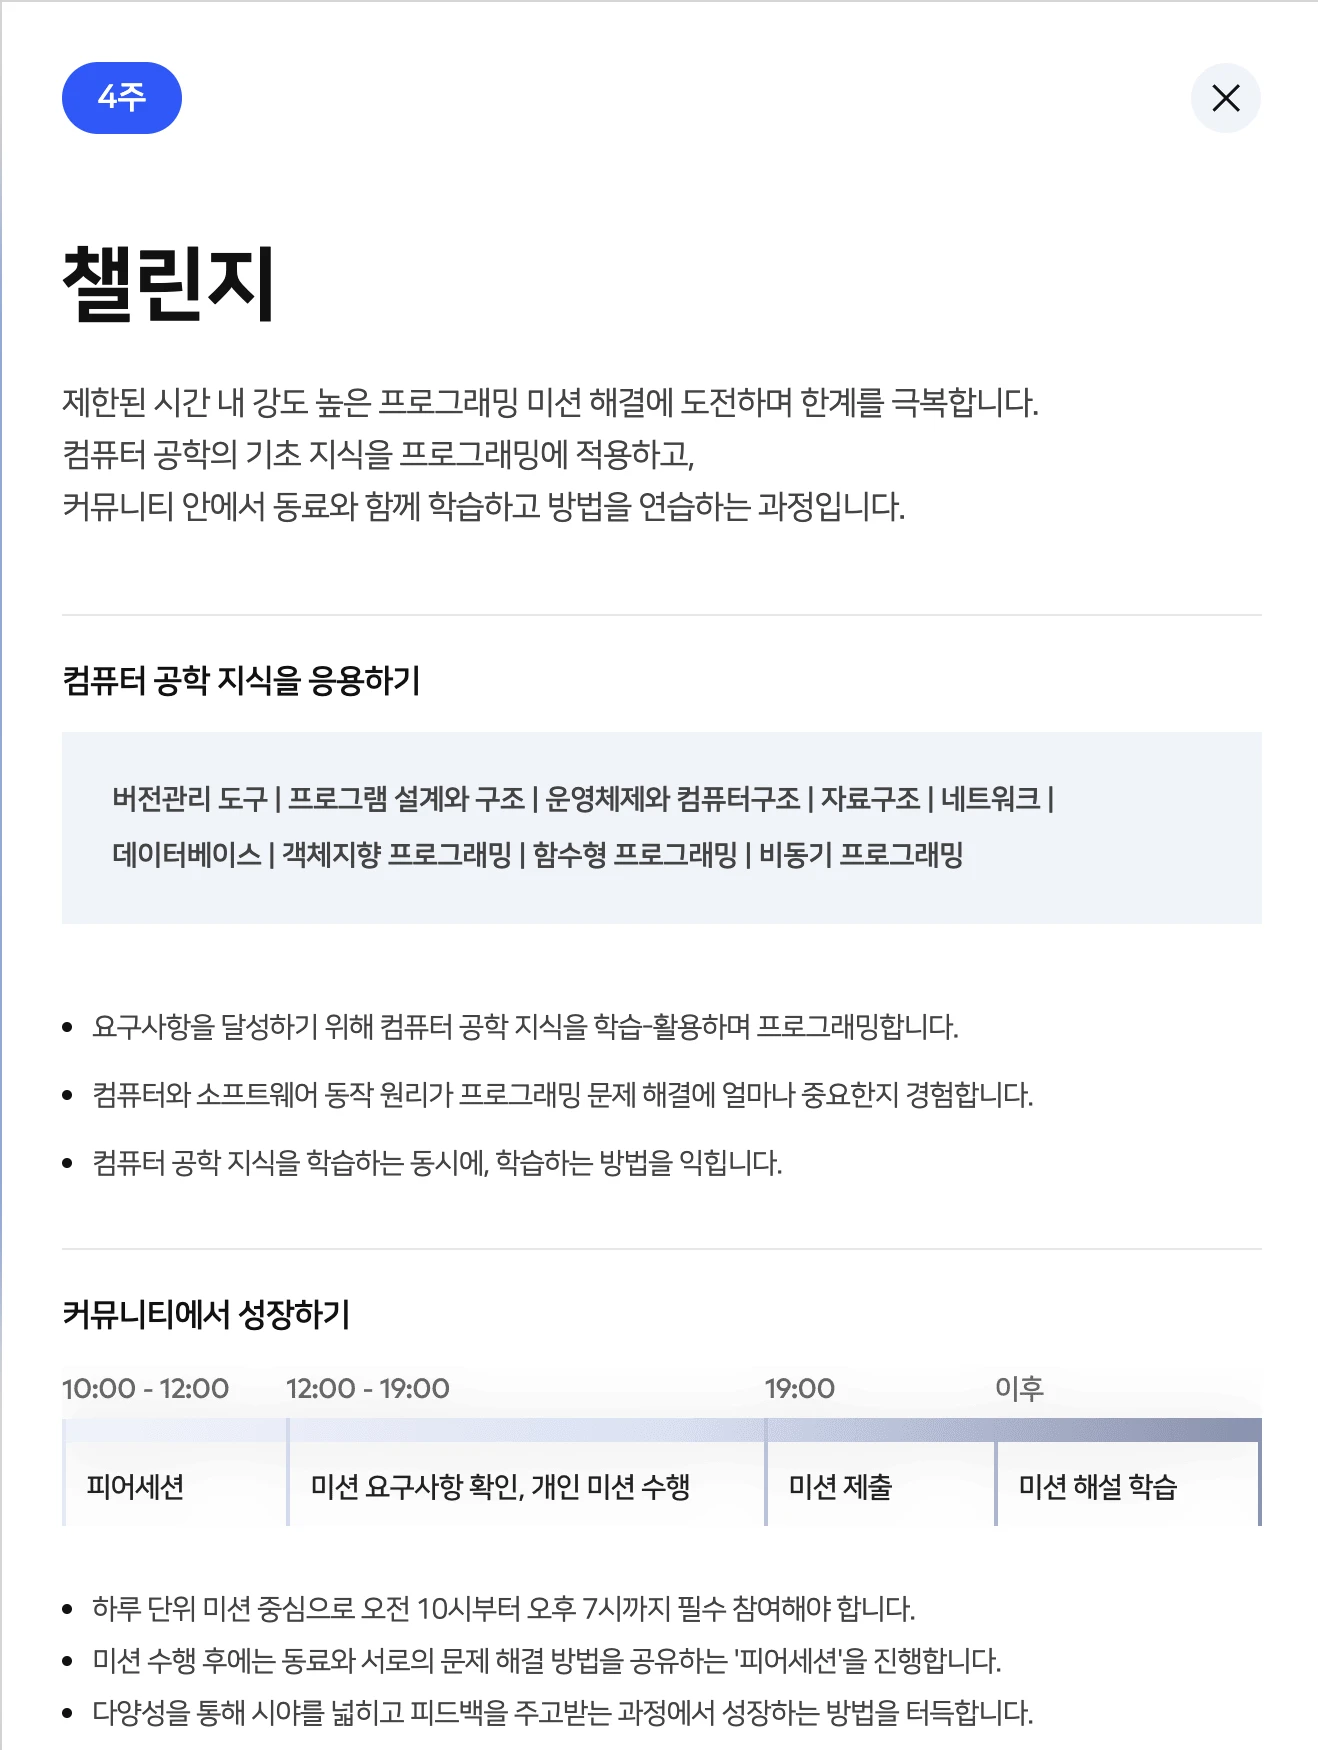 4주
챌린지
제한된 시간 내 강도 높은 프로그래밍 미션 해결에 도전하며 한계를 극복합니다.
컴퓨터 공학의 기초 지식을 프로그래밍에 적용하고,
커뮤니티 안에서 동료와 함께 학습하고 방법을 연습하는 과정입니다.
컴퓨터 공학 지식을 응용하기
버전관리 도구 | 프로그램 설계와 구조 | 운영체제와 컴퓨터구조 | 자료구조 | 네트워크 |
데이터베이스 | 객체지향 프로그래밍 | 함수형 프로그래밍 | 비동기 프로그래밍
• 요구사항을 달성하기 위해 컴퓨터 공학 지식을 학습-활용하며 프로그래밍합니다.
• 컴퓨터와 소프트웨어 동작 원리가 프로그래밍 문제 해결에 얼마나 중요한지 경험합니다.
• 컴퓨터 공학 지식을 학습하는 동시에, 학습하는 방법을 익힙니다.
커뮤니티에서 성장하기
10:00 - 12:00 12:00 - 19:00 19:00 이후
피어세션 미션 요구사항 확인, 개인 미션 수행 미션 제출 미션 해설 학습
• 하루 단위 미션 중심으로 오전 10시부터 오후 7시까지 필수 참여해야 합니다.
• 미션 수행 후에는 동료와 서로의 문제 해결 방법을 공유하는 '피어세션'을 진행합니다.
• 다양성을 통해 시야를 넓히고 피드백을 주고받는 과정에서 성장하는 방법을 터득합니다.